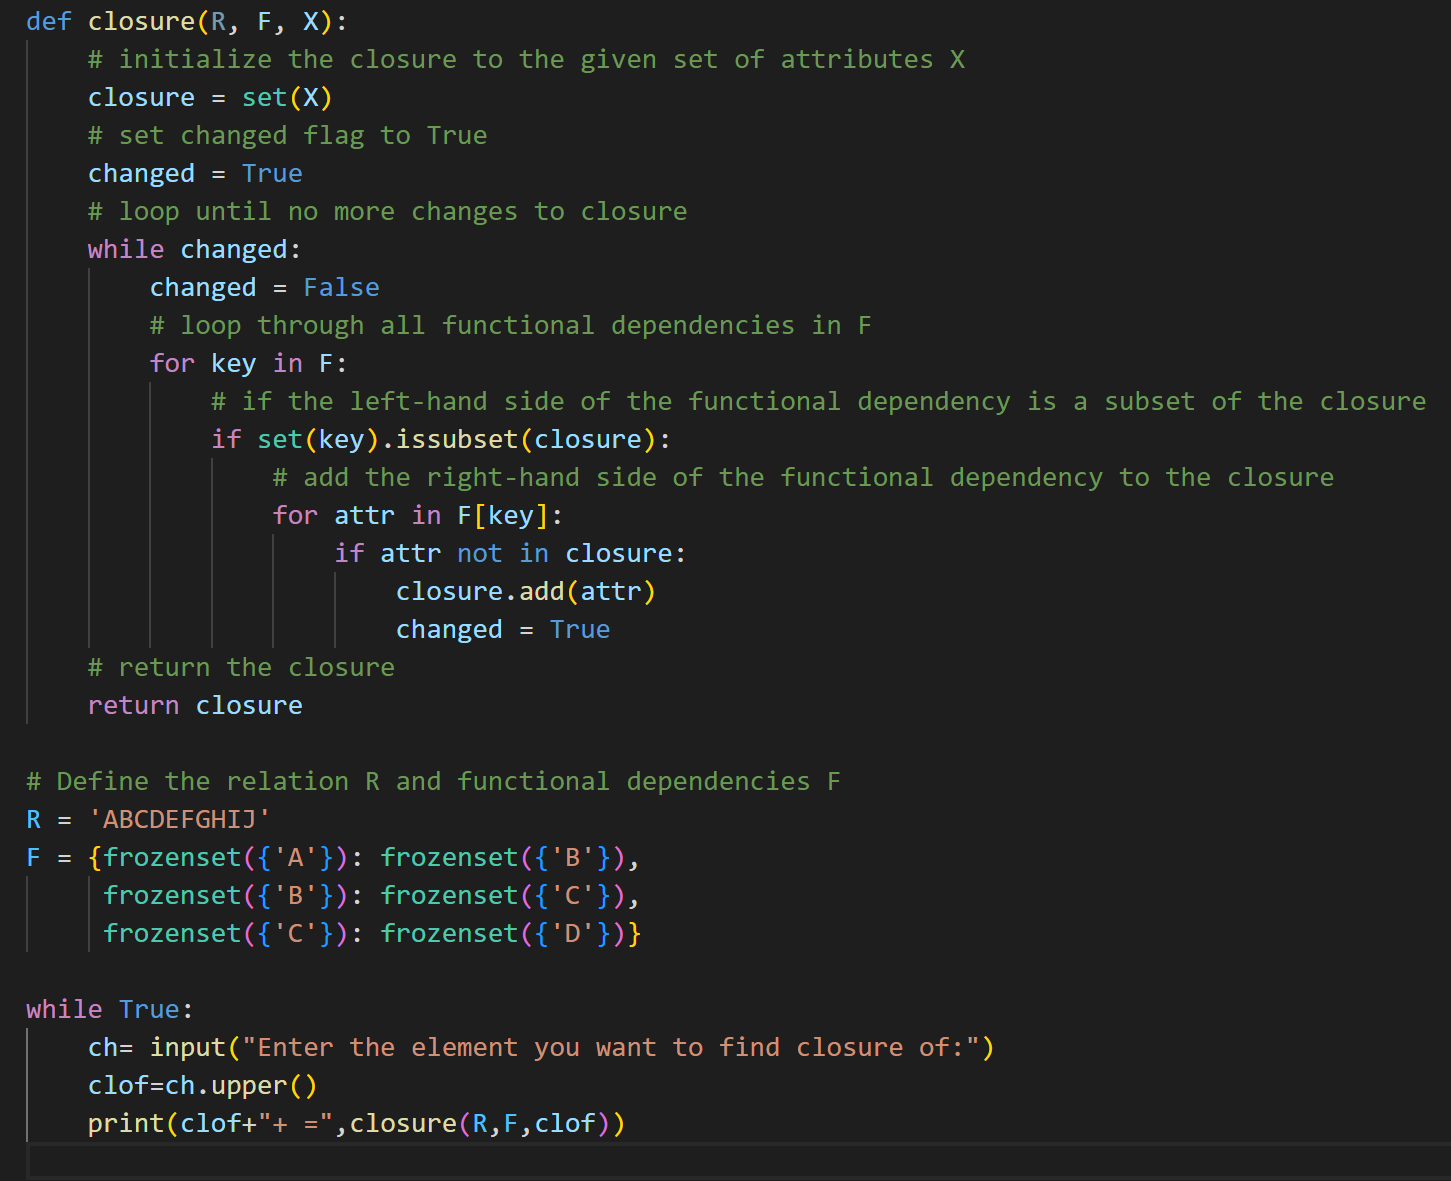 def closure(R, F, X):
    # initialize the closure to the given set of attributes X
    closure = set(X)
    # set changed flag to True
    changed = True
    # loop until no more changes to closure
    while changed:
        changed = False
        # loop through all functional dependencies in F
        for key in F:
            # if the left-hand side of the functional dependency is a subset of the closure
            if set(key).issubset(closure):
                # add the right-hand side of the functional dependency to the closure
                for attr in F[key]:
                    if attr not in closure:
                        closure.add(attr)
                        changed = True
    # return the closure
    return closure

# Define the relation R and functional dependencies F
R = 'ABCDEFGHIJ'
F = {frozenset({'A'}): frozenset({'B'}),
     frozenset({'B'}): frozenset({'C'}),
     frozenset({'C'}): frozenset({'D'})}

while True:
    ch= input("Enter the element you want to find closure of:")
    clof=ch.upper()
    print(clof+"+ =",closure(R,F,clof))